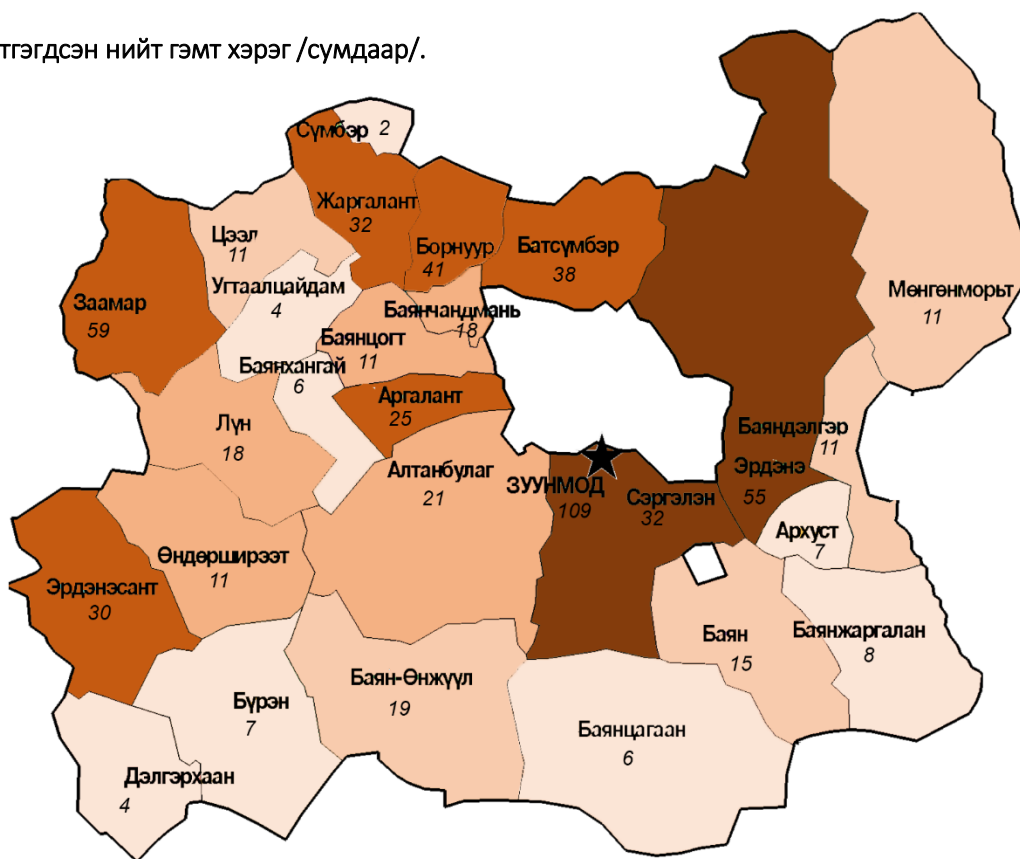 тгэгдсэн нийт гэмт хэрэг /сумдаар/.
Сүмбэр 2
Жаргалант
32
Цээл
11
Борнуур
41
Батсүмбэр
38
Угтаалцайдам
4
Заамар
59
Мөнгөнморьт
11
Баянчандмань
18
Баянцогт
11
Баянхангай
6
Аргалант
25
Лүн
18
Баяндэлгэр
11
Алтанбулаг
21
Эрдэнэ
55
ЗУУНМОД
109
Сэргэлэн
32
Архуст
7
Өндөрширээт
11
Эрдэнэсант
30
Баян
15
Баянжаргалан
8
Баян-Өнжүүл
19
Бүрэн
7
Баянцагаан
6
Дэлгэрхаан
4